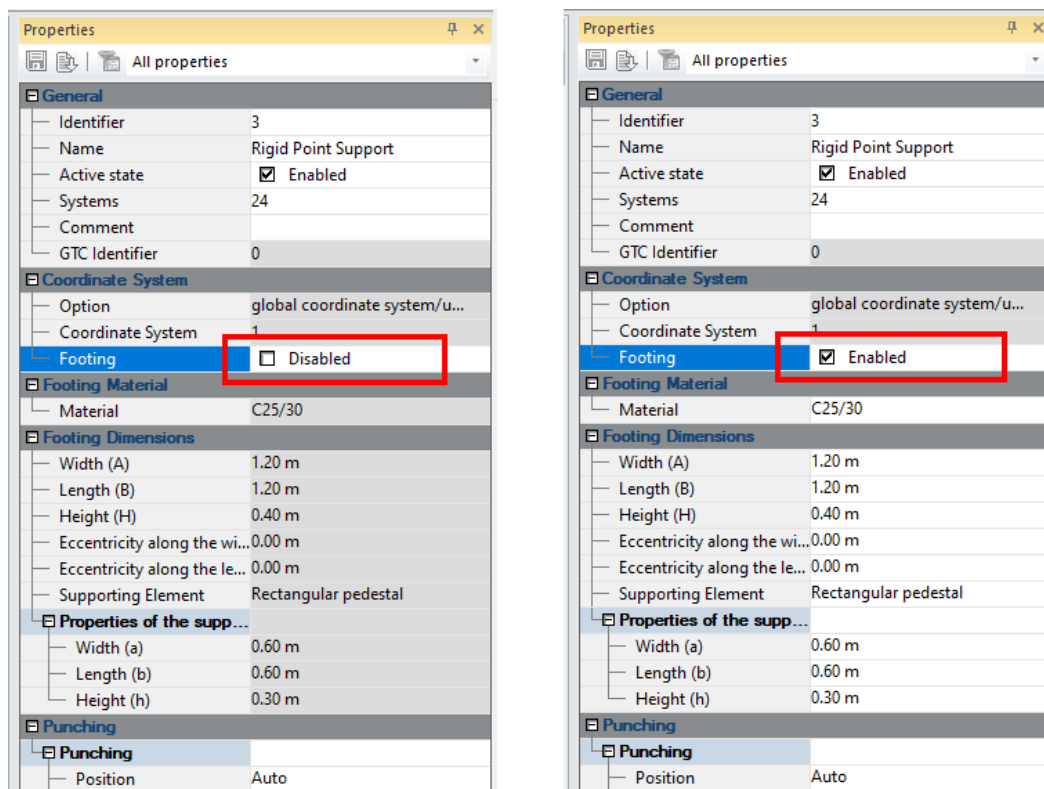 Properties
All properties
General
Identifier 3
Name Rigid Point Support
Active state Enabled
Systems 24
Comment
GTC Identifier 0
Coordinate System
Option global coordinate system/u...
Coordinate System 1
Footing Disabled
Footing Material
Material C25/30
Footing Dimensions
Width (A) 1.20 m
Length (B) 1.20 m
Height (H) 0.40 m
Eccentricity along the wi... 0.00 m
Eccentricity along the le... 0.00 m
Supporting Element Rectangular pedestal
Properties of the supp...
Width (a) 0.60 m
Length (b) 0.60 m
Height (h) 0.30 m
Punching
Punching
Position Auto
Properties
All properties
General
Identifier 3
Name Rigid Point Support
Active state Enabled
Systems 24
Comment
GTC Identifier 0
Coordinate System
Option global coordinate system/u...
Coordinate System 1
Footing Enabled
Footing Material
Material C25/30
Footing Dimensions
Width (A) 1.20 m
Length (B) 1.20 m
Height (H) 0.40 m
Eccentricity along the wi... 0.00 m
Eccentricity along the le... 0.00 m
Supporting Element Rectangular pedestal
Properties of the supp...
Width (a) 0.60 m
Length (b) 0.60 m
Height (h) 0.30 m
Punching
Punching
Position Auto